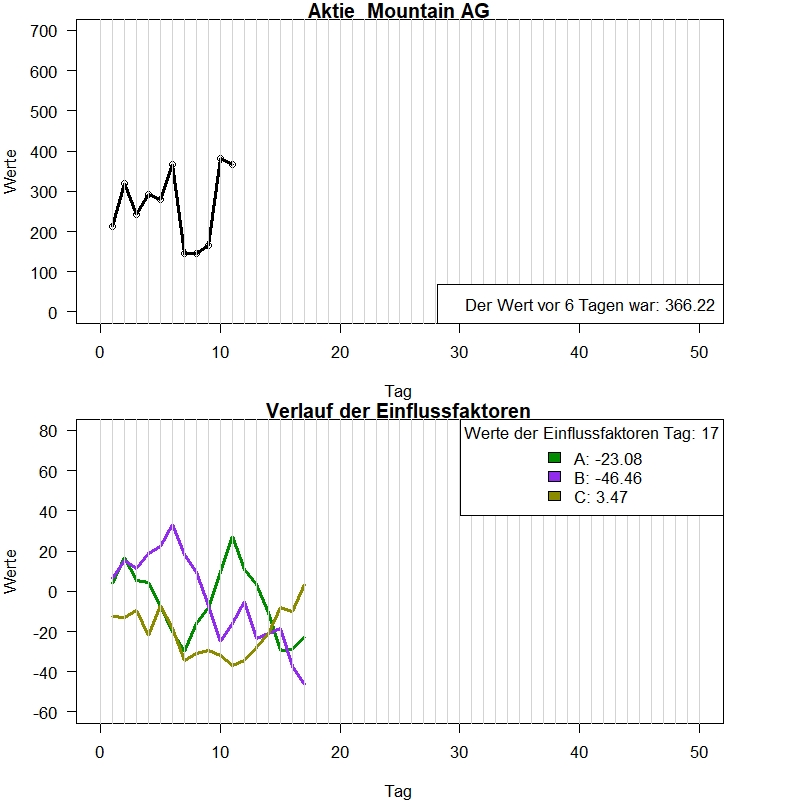 Aktie  Mountain AG
700
600
500
400
300
200
100
0
Werte
Der Wert vor 6 Tagen war: 366.22
0 10 20 30 40 50
Tag
Verlauf der Einflussfaktoren
80
60
40
20
0
-20
-40
-60
Werte
Werte der Einflussfaktoren Tag: 17
A: -23.08
B: -46.46
C: 3.47
0 10 20 30 40 50
Tag